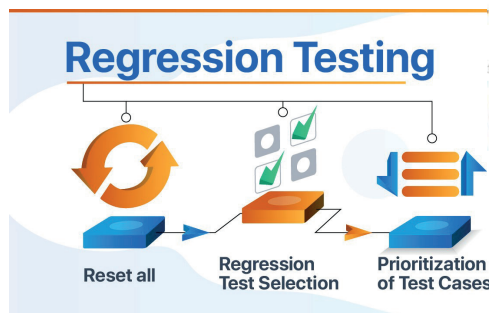 Regression Testing
Reset all
Regression
Test Selection
Prioritization
of Test Cases